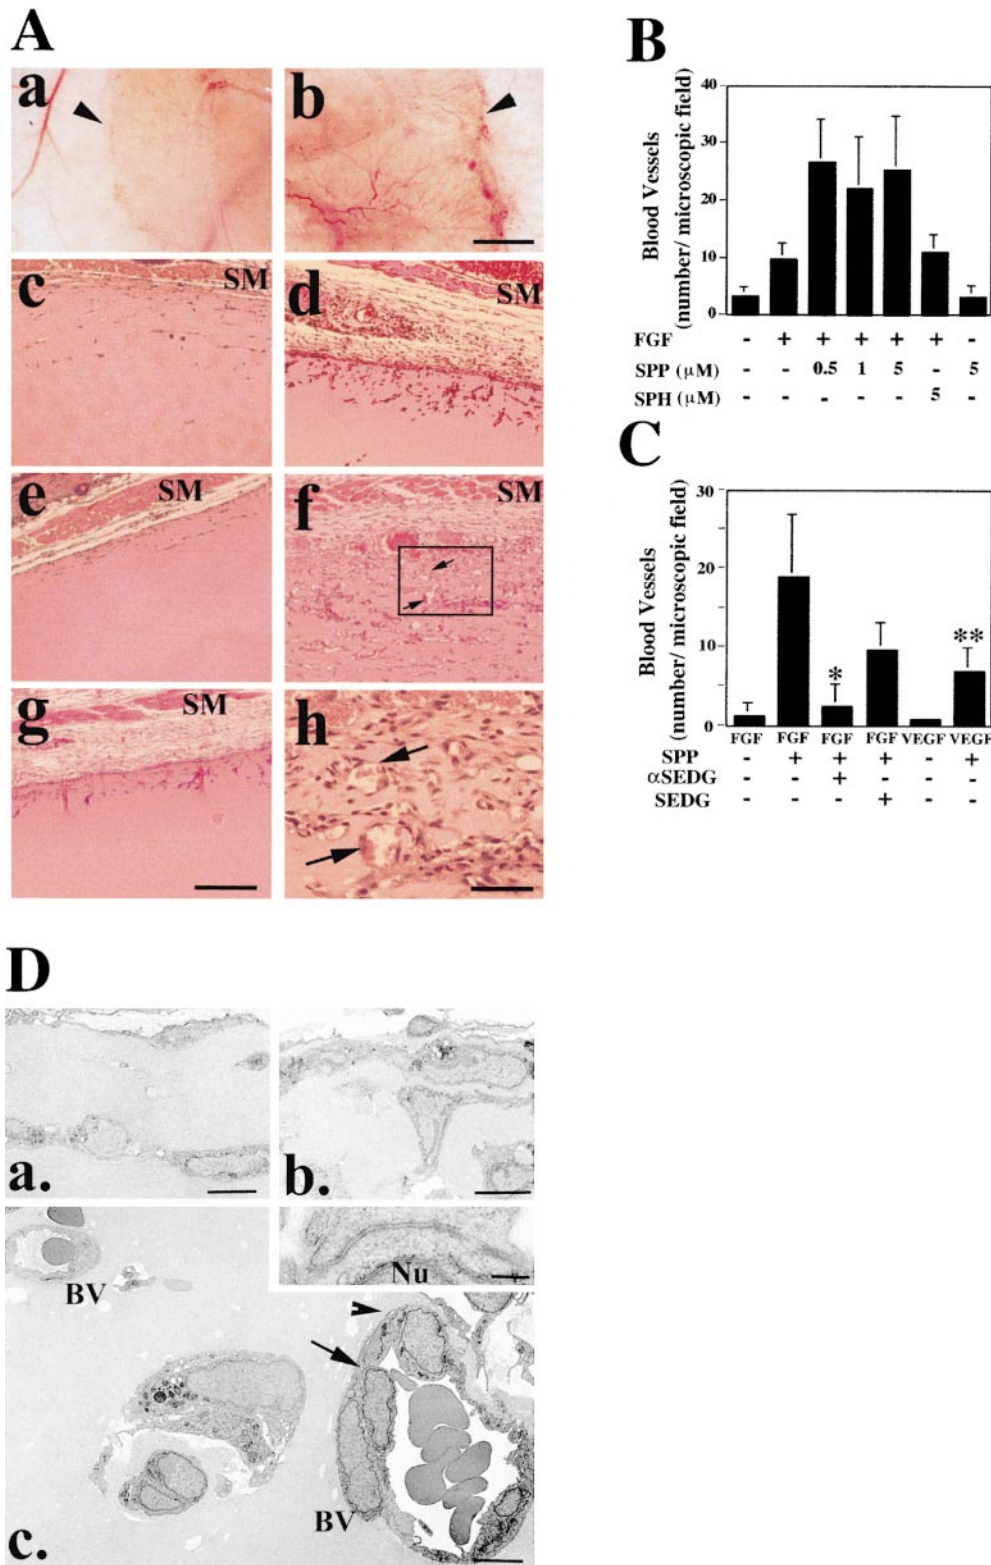 A
a
b
c
SM
d
SM
e
SM
f
SM
g
SM
h
B
Blood Vessels
(number/ microscopic field)
40
30
20
10
0
FGF - + + + + + -
SPP (μM) - - 0.5 1 5 - 5
SPH (μM) - - - - - 5 -
C
Blood Vessels
(number/ microscopic field)
30
20
10
0
* **
FGF FGF FGF FGF VEGF VEGF
SPP - + + + - +
αSEDG - - + - - -
SEDG - - - + - -
D
a.
b.
Nu
BV
BV
c.